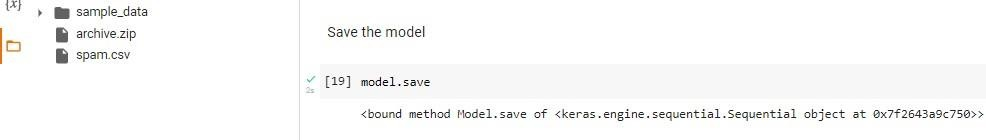 {x}
sample_data
archive.zip
spam.csv
Save the model
[19] model.save
2s
<bound method Model.save of <keras.engine.sequential.Sequential object at 0x7f2643a9c750>>